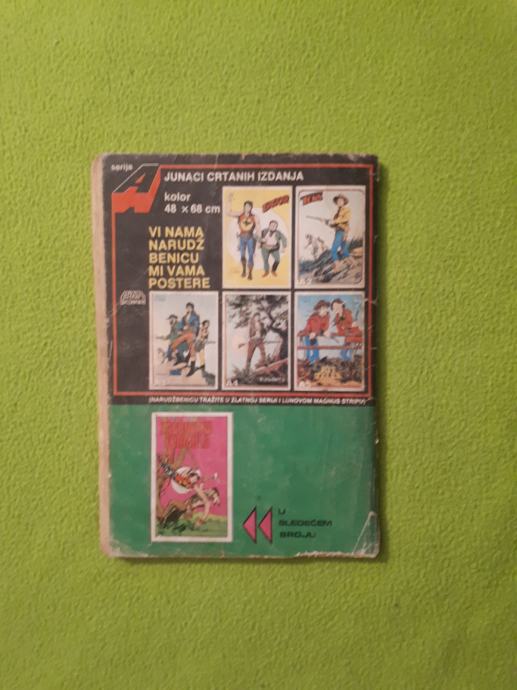 serija
A
JUNACI CRTANIH IZDANJA
kolor
48 × 68 cm
VI NAMA
NARUDŽ
BENICU
MI VAMA
POSTERE
ZAGOR
(NARUDŽBENICU TRAŽITE U ZLATNOJ SERIJI I LUNOVOM MAGNUS STRIPU)
U
SLEDEĆEM
BROJU: